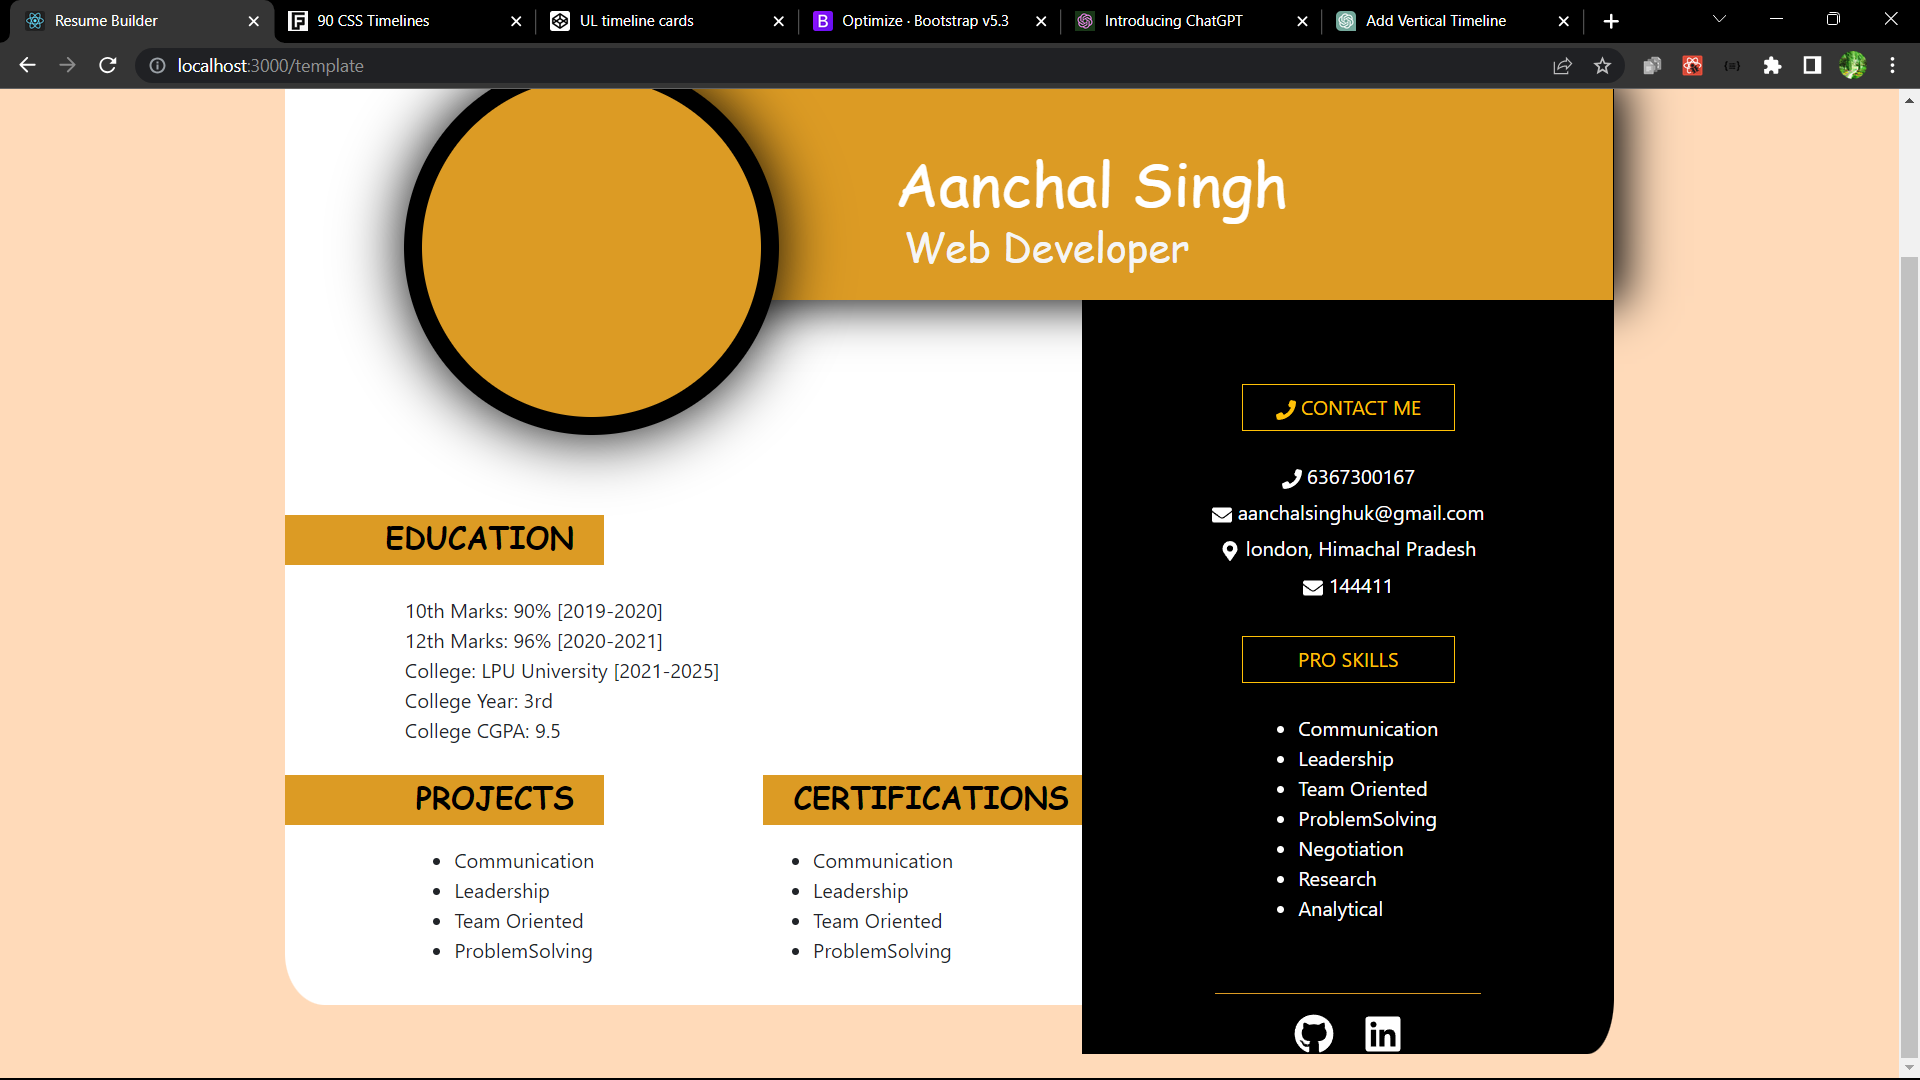 Resume Builder
90 CSS Timelines
UL timeline cards
Optimize · Bootstrap v5.3
Introducing ChatGPT
Add Vertical Timeline
localhost:3000/template
Aanchal Singh
Web Developer
EDUCATION
10th Marks: 90% [2019-2020]
12th Marks: 96% [2020-2021]
College: LPU University [2021-2025]
College Year: 3rd
College CGPA: 9.5
PROJECTS
Communication
Leadership
Team Oriented
ProblemSolving
CERTIFICATIONS
Communication
Leadership
Team Oriented
ProblemSolving
CONTACT ME
6367300167
aanchalsinghuk@gmail.com
london, Himachal Pradesh
144411
PRO SKILLS
Communication
Leadership
Team Oriented
ProblemSolving
Negotiation
Research
Analytical